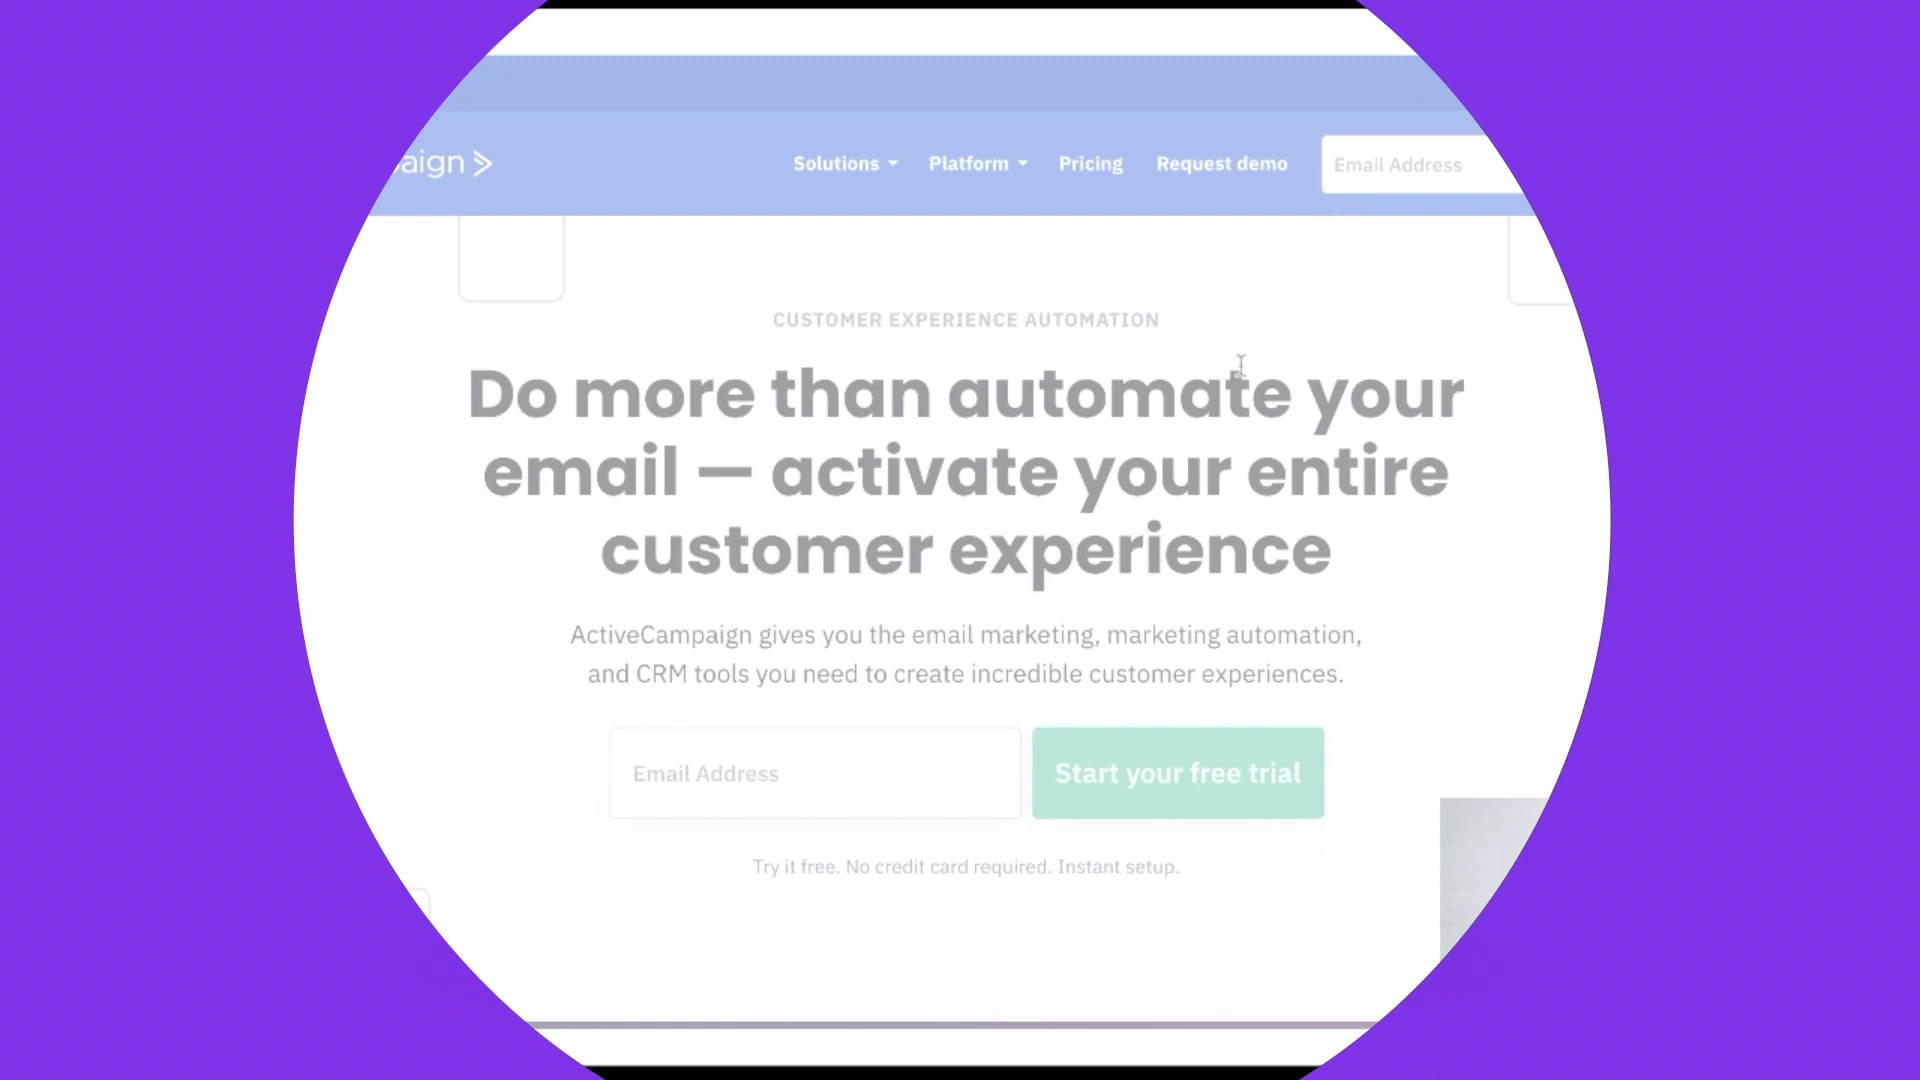 aign
Solutions Platform Pricing Request demo Email Address
CUSTOMER EXPERIENCE AUTOMATION
Do more than automate your
email — activate your entire
customer experience
ActiveCampaign gives you the email marketing, marketing automation,
and CRM tools you need to create incredible customer experiences.
Email Address Start your free trial
Try it free. No credit card required. Instant setup.